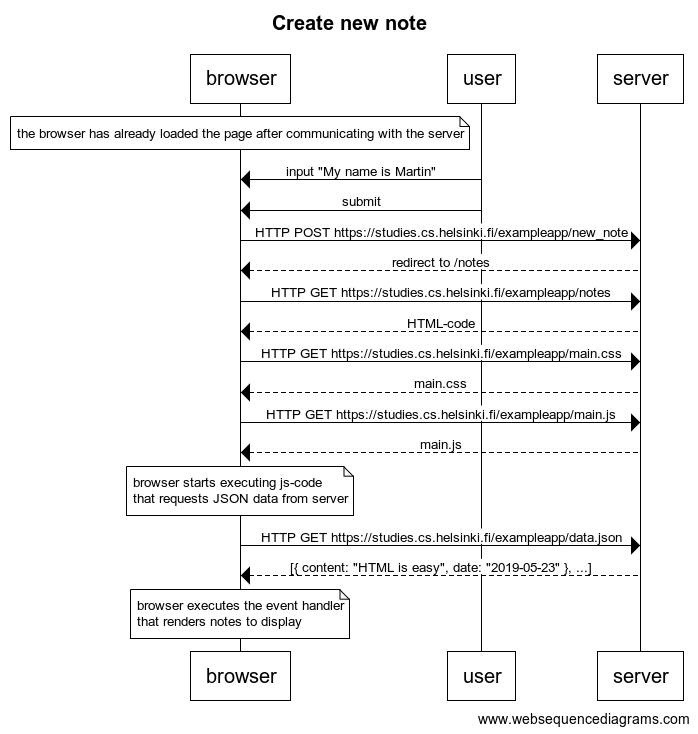 Create new note
browser
user
server
the browser has already loaded the page after communicating with the server
input "My name is Martin"
submit
HTTP POST https://studies.cs.helsinki.fi/exampleapp/new_note
redirect to /notes
HTTP GET https://studies.cs.helsinki.fi/exampleapp/notes
HTML-code
HTTP GET https://studies.cs.helsinki.fi/exampleapp/main.css
main.css
HTTP GET https://studies.cs.helsinki.fi/exampleapp/main.js
main.js
browser starts executing js-code
that requests JSON data from server
HTTP GET https://studies.cs.helsinki.fi/exampleapp/data.json
[{ content: "HTML is easy", date: "2019-05-23" }, ...]
browser executes the event handler
that renders notes to display
browser
user
server
www.websequencediagrams.com